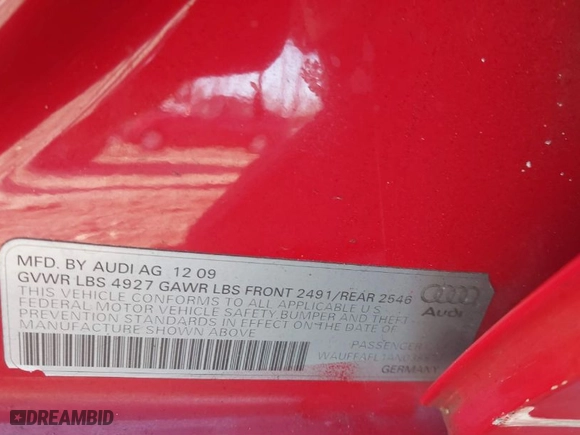 MFD. BY AUDI AG 12 09
GVWR LBS 4927 GAWR LBS FRONT 2491/REAR 2546
THIS VEHICLE CONFORMS TO ALL APPLICABLE U S
FEDERAL MOTOR VEHICLE SAFETY, BUMPER AND THEFT
PREVENTION STANDARDS IN EFFECT ON THE DATE OF
MANUFACTURE SHOWN ABOVE
Audi
PASSENGER
GERMANY
DREAMBID